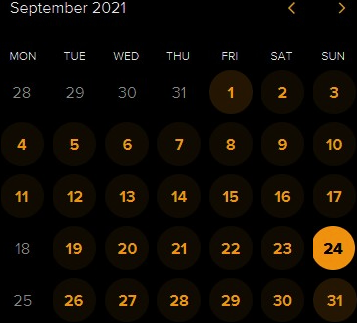 September 2021
MON TUE WED THU FRI SAT SUN
28 29 30 31 1 2 3
4 5 6 7 8 9 10
11 12 13 14 15 16 17
18 19 20 21 22 23 24
25 26 27 28 29 30 31